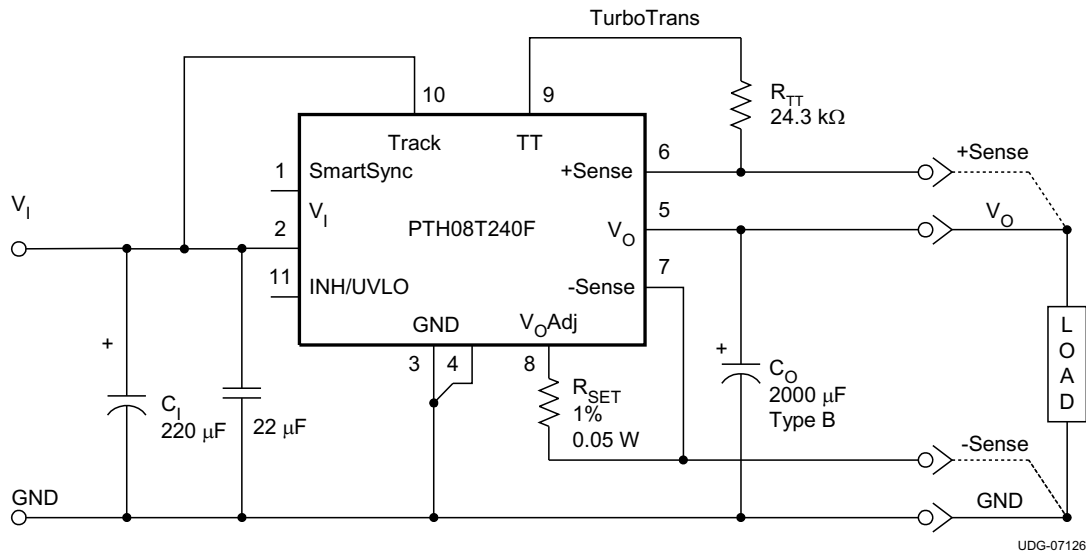 TurboTrans
10
9
R_TT
24.3 kΩ
Track
TT
6
+Sense
1
SmartSync
+Sense
V_I
V_I
2
PTH08T240F
5
V_O
V_O
7
11
INH/UVLO
-Sense
GND
V_OAdj
+
3
4
8
+
C_O
2000 μF
Type B
LOAD
C_I
220 μF
22 μF
R_SET
1%
0.05 W
-Sense
GND
GND
UDG-07126